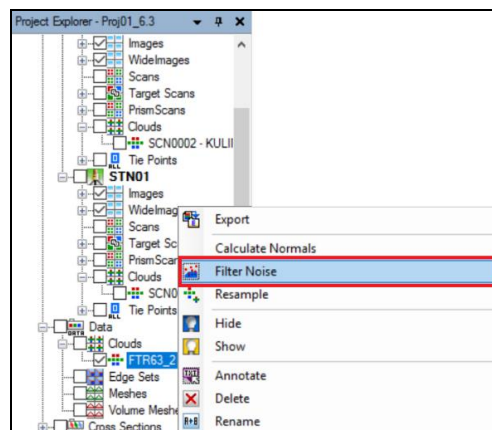 Project Explorer - Proj01_6.3
Images
WideImages
Scans
Target Scans
PrismScans
Clouds
SCN0002 - KULII
Tie Points
STN01
Images
WideImag
Scans
Target Sc
PrismScar
Clouds
SCN0
Tie Points
Data
Clouds
FTR63_2
Edge Sets
Meshes
Volume Meshe
Cross Sections
Export
Calculate Normals
Filter Noise
Resample
Hide
Show
Annotate
Delete
Rename